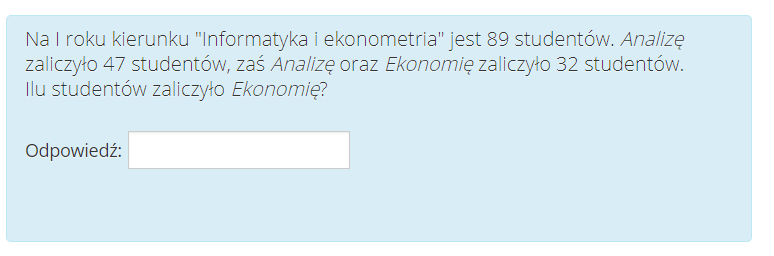 Na I roku kierunku "Informatyka i ekonometria" jest 89 studentów. Analizę
zaliczyło 47 studentów, zaś Analizę oraz Ekonomię zaliczyło 32 studentów.
Ilu studentów zaliczyło Ekonomię?
Odpowiedź: